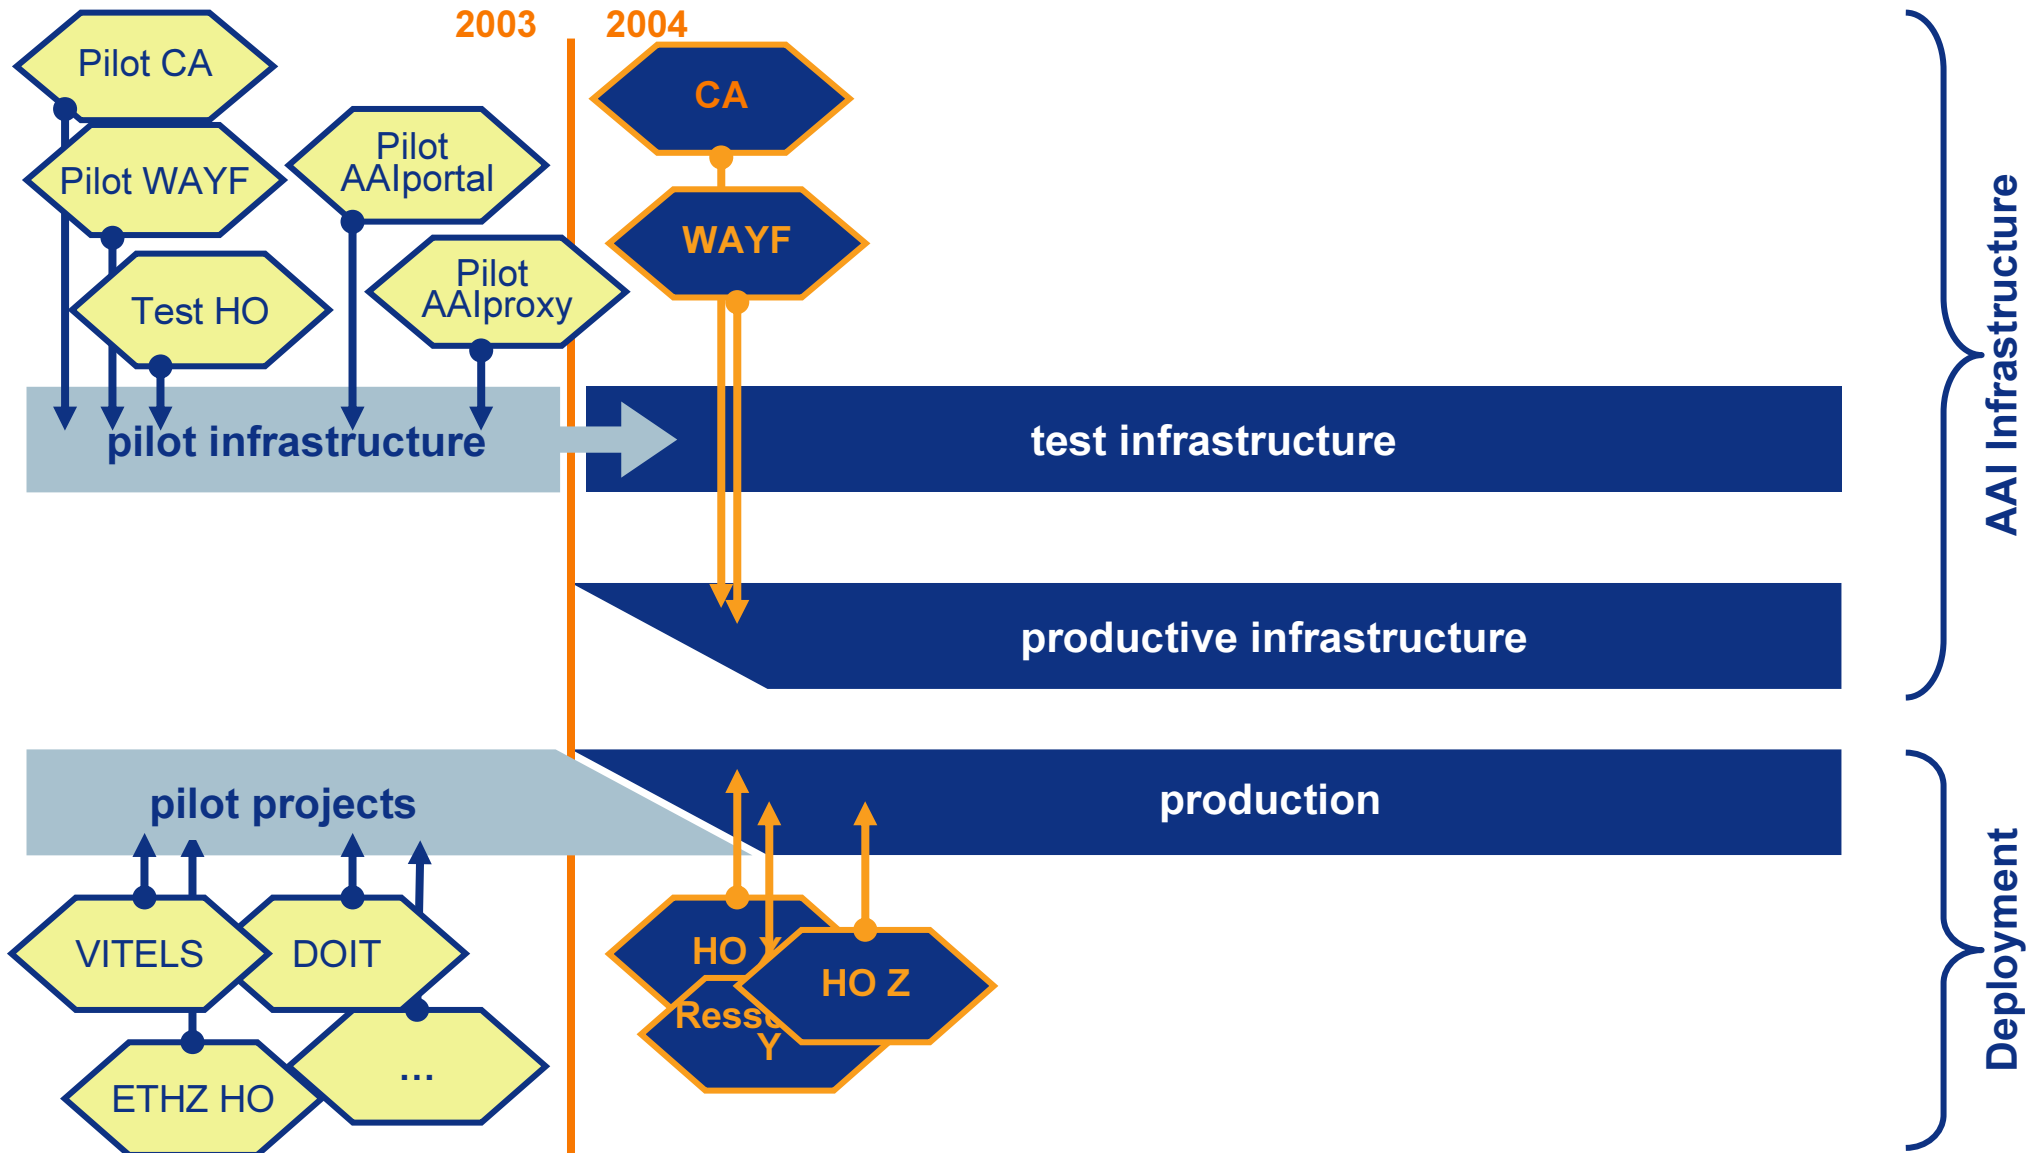 2003
2004
Pilot CA
Pilot WAYF
Test HO
Pilot
AAIportal
Pilot
AAIproxy
CA
WAYF
pilot infrastructure
test infrastructure
productive infrastructure
AAI Infrastructure
pilot projects
production
VITELS
DOIT
ETHZ HO
...
HO
Y
HO Z
Deployment